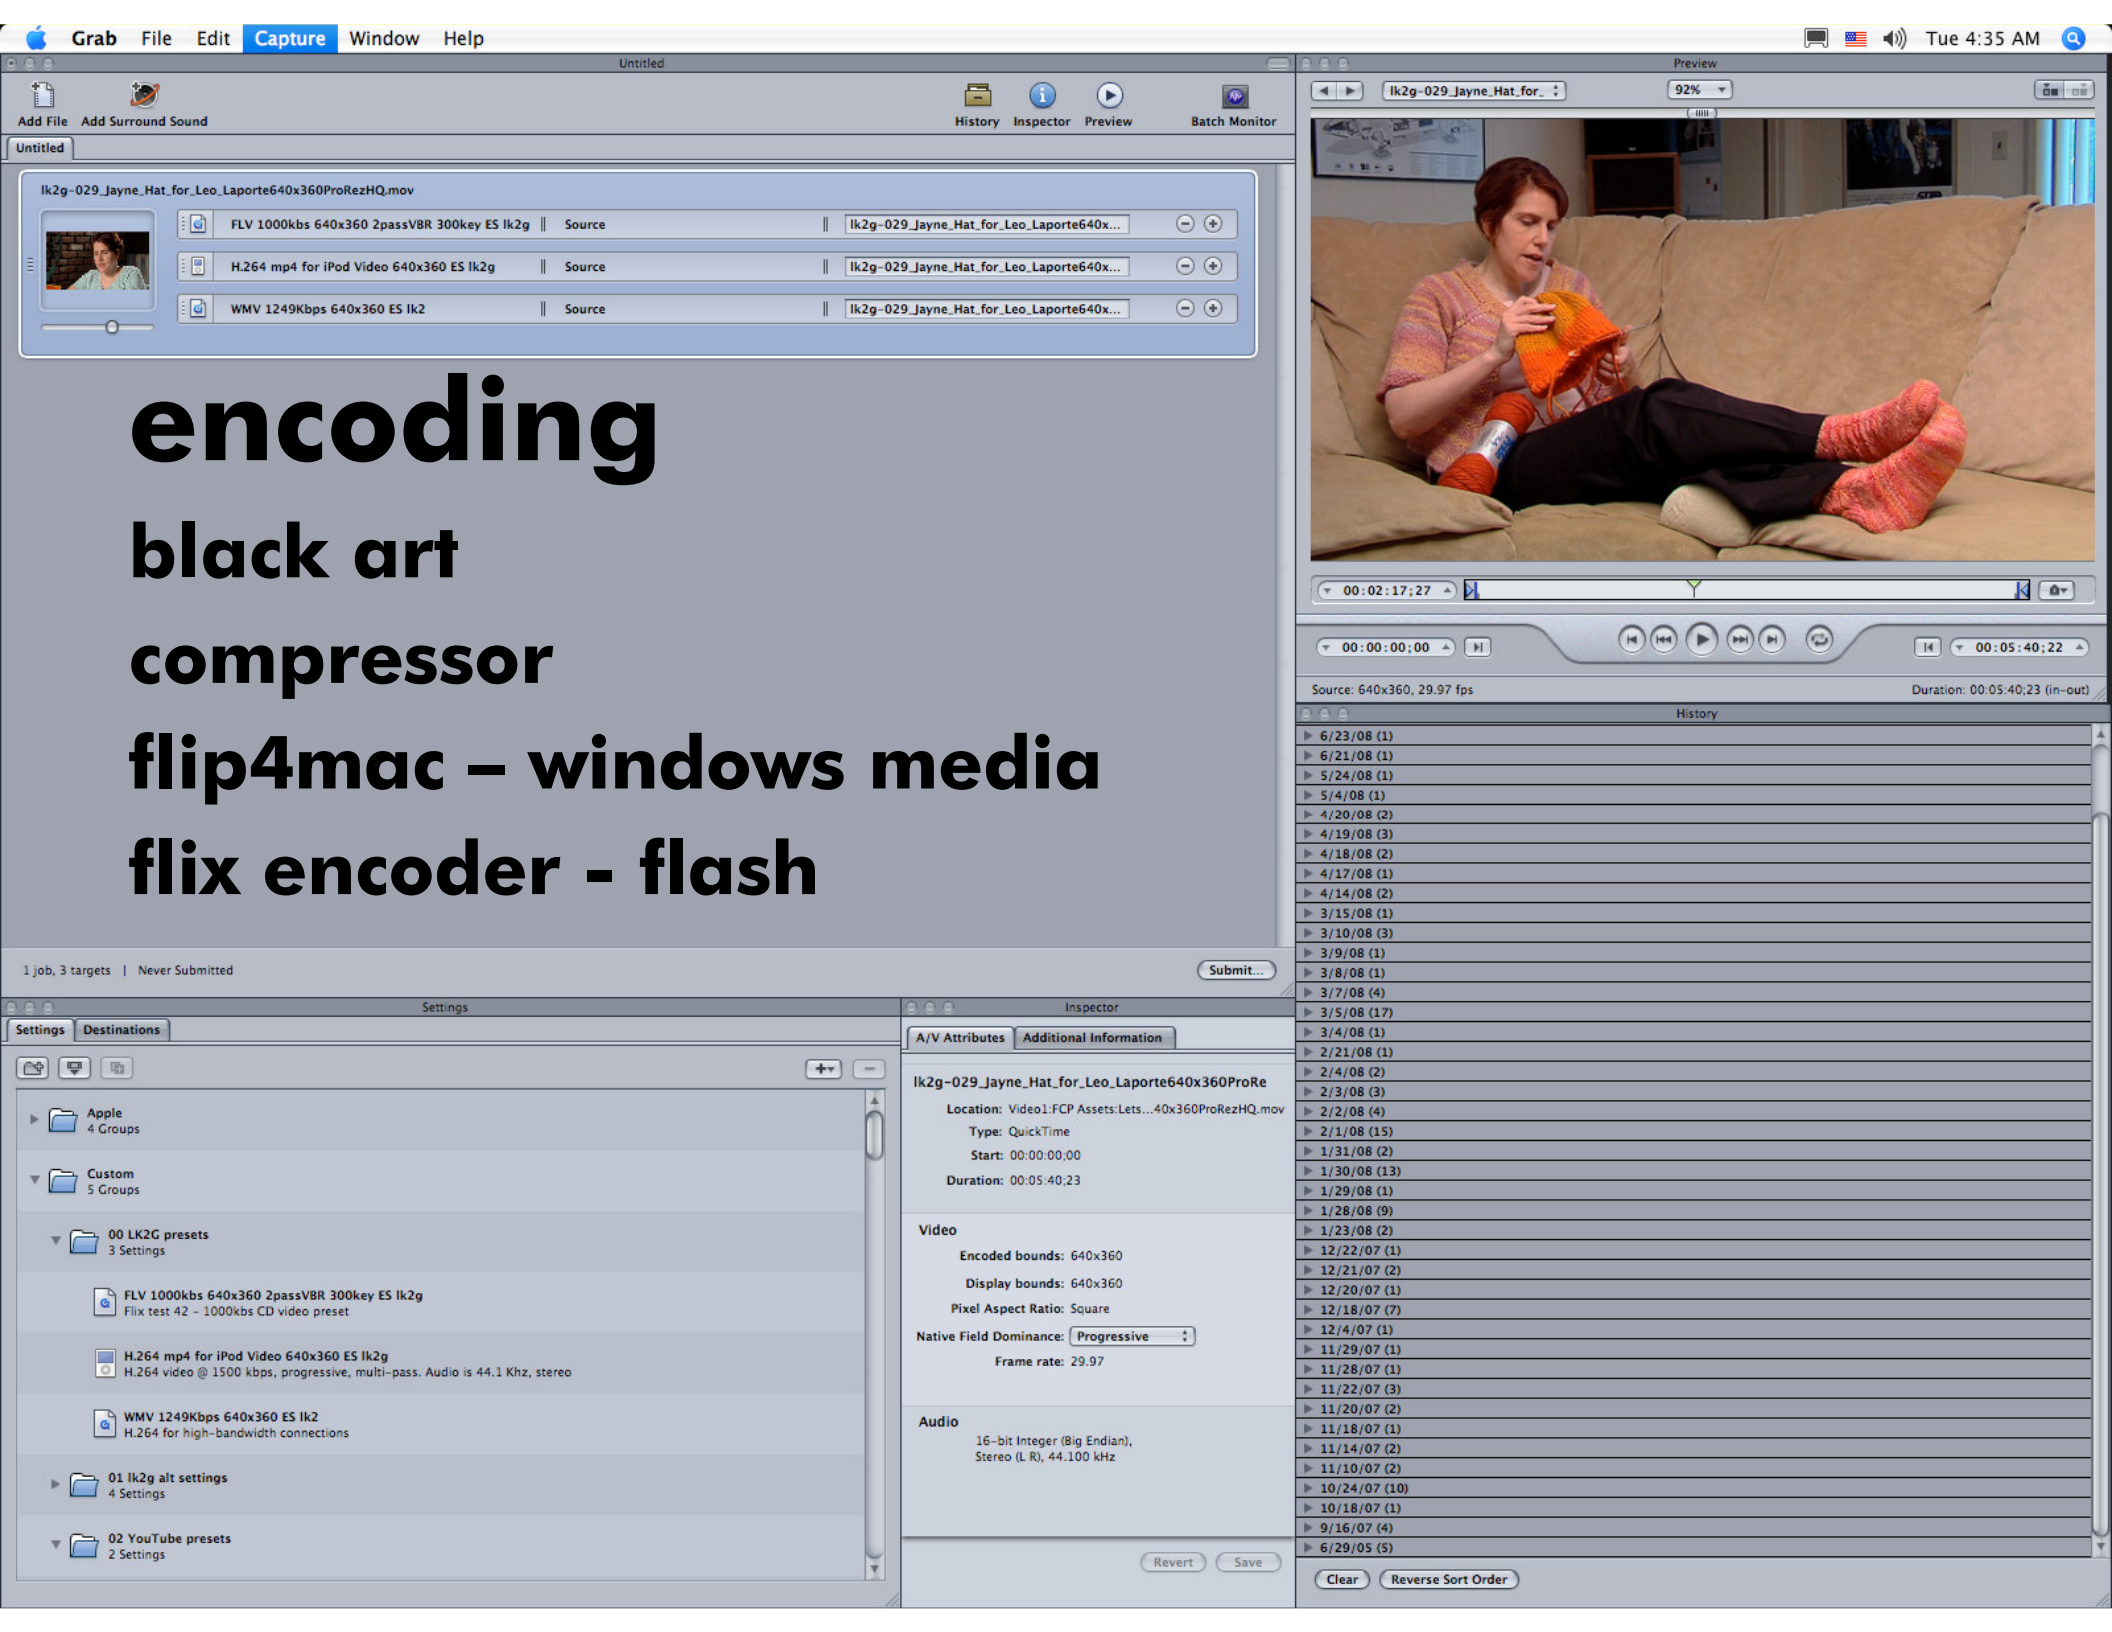 Grab File Edit Capture Window Help Tue 4:35 AM
Untitled
Add File Add Surround Sound History Inspector Preview Batch Monitor
Untitled
lk2g-029_Jayne_Hat_for_Leo_Laporte640x360ProRezHQ.mov
FLV 1000kbs 640x360 2passVBR 300key ES lk2g Source lk2g-029_Jayne_Hat_for_Leo_Laporte640x...
H.264 mp4 for iPod Video 640x360 ES lk2g Source lk2g-029_Jayne_Hat_for_Leo_Laporte640x...
WMV 1249Kbps 640x360 ES lk2 Source lk2g-029_Jayne_Hat_for_Leo_Laporte640x...
encoding
black art
compressor
flip4mac – windows media
flix encoder - flash
1 job, 3 targets | Never Submitted Submit...
Settings
Settings Destinations
Apple
4 Groups
Custom
5 Groups
00 LK2G presets
3 Settings
FLV 1000kbs 640x360 2passVBR 300key ES lk2g
Flix test 42 - 1000kbs CD video preset
H.264 mp4 for iPod Video 640x360 ES lk2g
H.264 video @ 1500 kbps, progressive, multi-pass. Audio is 44.1 Khz, stereo
WMV 1249Kbps 640x360 ES lk2
H.264 for high-bandwidth connections
01 lk2g alt settings
4 Settings
02 YouTube presets
2 Settings
Inspector
A/V Attributes Additional Information
lk2g-029_Jayne_Hat_for_Leo_Laporte640x360ProRe
Location: Video1:FCP Assets:Lets...40x360ProRezHQ.mov
Type: QuickTime
Start: 00:00:00;00
Duration: 00:05:40;23
Video
Encoded bounds: 640x360
Display bounds: 640x360
Pixel Aspect Ratio: Square
Native Field Dominance: Progressive
Frame rate: 29.97
Audio
16-bit Integer (Big Endian),
Stereo (L R), 44.100 kHz
Revert Save
Preview
lk2g-029_Jayne_Hat_for_ 92%
00:02:17;27
00:00:00;00 00:05:40;22
Source: 640x360, 29.97 fps Duration: 00:05:40;23 (in-out)
History
6/23/08 (1)
6/21/08 (1)
5/24/08 (1)
5/4/08 (1)
4/20/08 (2)
4/19/08 (3)
4/18/08 (2)
4/17/08 (1)
4/14/08 (2)
3/15/08 (1)
3/10/08 (3)
3/9/08 (1)
3/8/08 (1)
3/7/08 (4)
3/5/08 (17)
3/4/08 (1)
2/21/08 (1)
2/4/08 (2)
2/3/08 (3)
2/2/08 (4)
2/1/08 (15)
1/31/08 (2)
1/30/08 (13)
1/29/08 (1)
1/28/08 (9)
1/23/08 (2)
12/22/07 (1)
12/21/07 (2)
12/20/07 (1)
12/18/07 (7)
12/4/07 (1)
11/29/07 (1)
11/28/07 (1)
11/22/07 (3)
11/20/07 (2)
11/18/07 (1)
11/14/07 (2)
11/10/07 (2)
10/24/07 (10)
10/18/07 (1)
9/16/07 (4)
6/29/05 (5)
Clear Reverse Sort Order